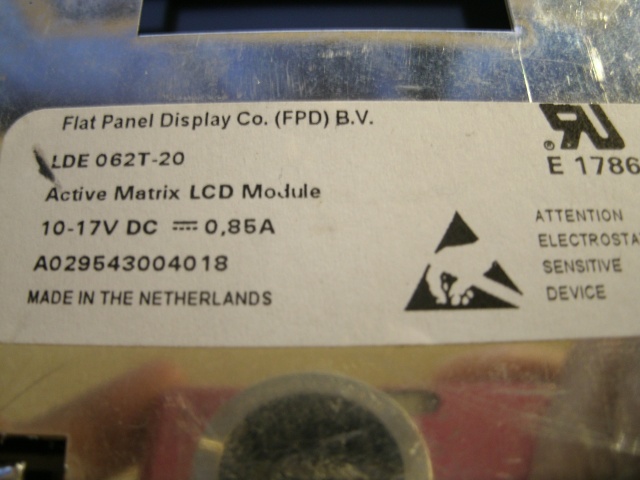 Flat Panel Display Co. (FPD) B.V.
LDE 062T-20
Active Matrix LCD Module
10-17V DC ⎓ 0,85A
A029543004018
MADE IN THE NETHERLANDS
®
E 1786
ATTENTION
ELECTROSTA
SENSITIVE
DEVICE